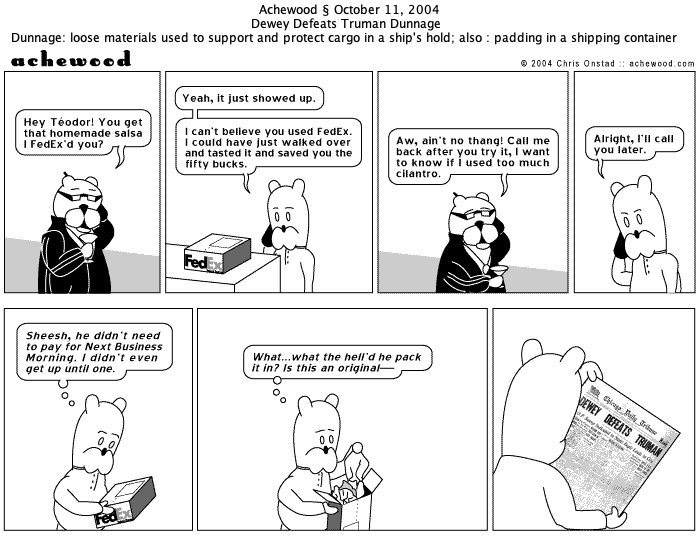 Achewood § October 11, 2004
Dewey Defeats Truman Dunnage
Dunnage: loose materials used to support and protect cargo in a ship's hold; also : padding in a shipping container
achewood
© 2004 Chris Onstad :: achewood.com
Hey Téodor! You get
that homemade salsa
I FedEx'd you?
Yeah, it just showed up.
I can't believe you used FedEx.
I could have just walked over
and tasted it and saved you the
fifty bucks.
FedEx
Aw, ain't no thang! Call me
back after you try it, I want
to know if I used too much
cilantro.
Alright, I'll call
you later.
Sheesh, he didn't need
to pay for Next Business
Morning. I didn't even
get up until one.
FedEx
What...what the hell'd he pack
it in? Is this an original—
Chicago Daily Tribune
DEWEY DEFEATS TRUMAN